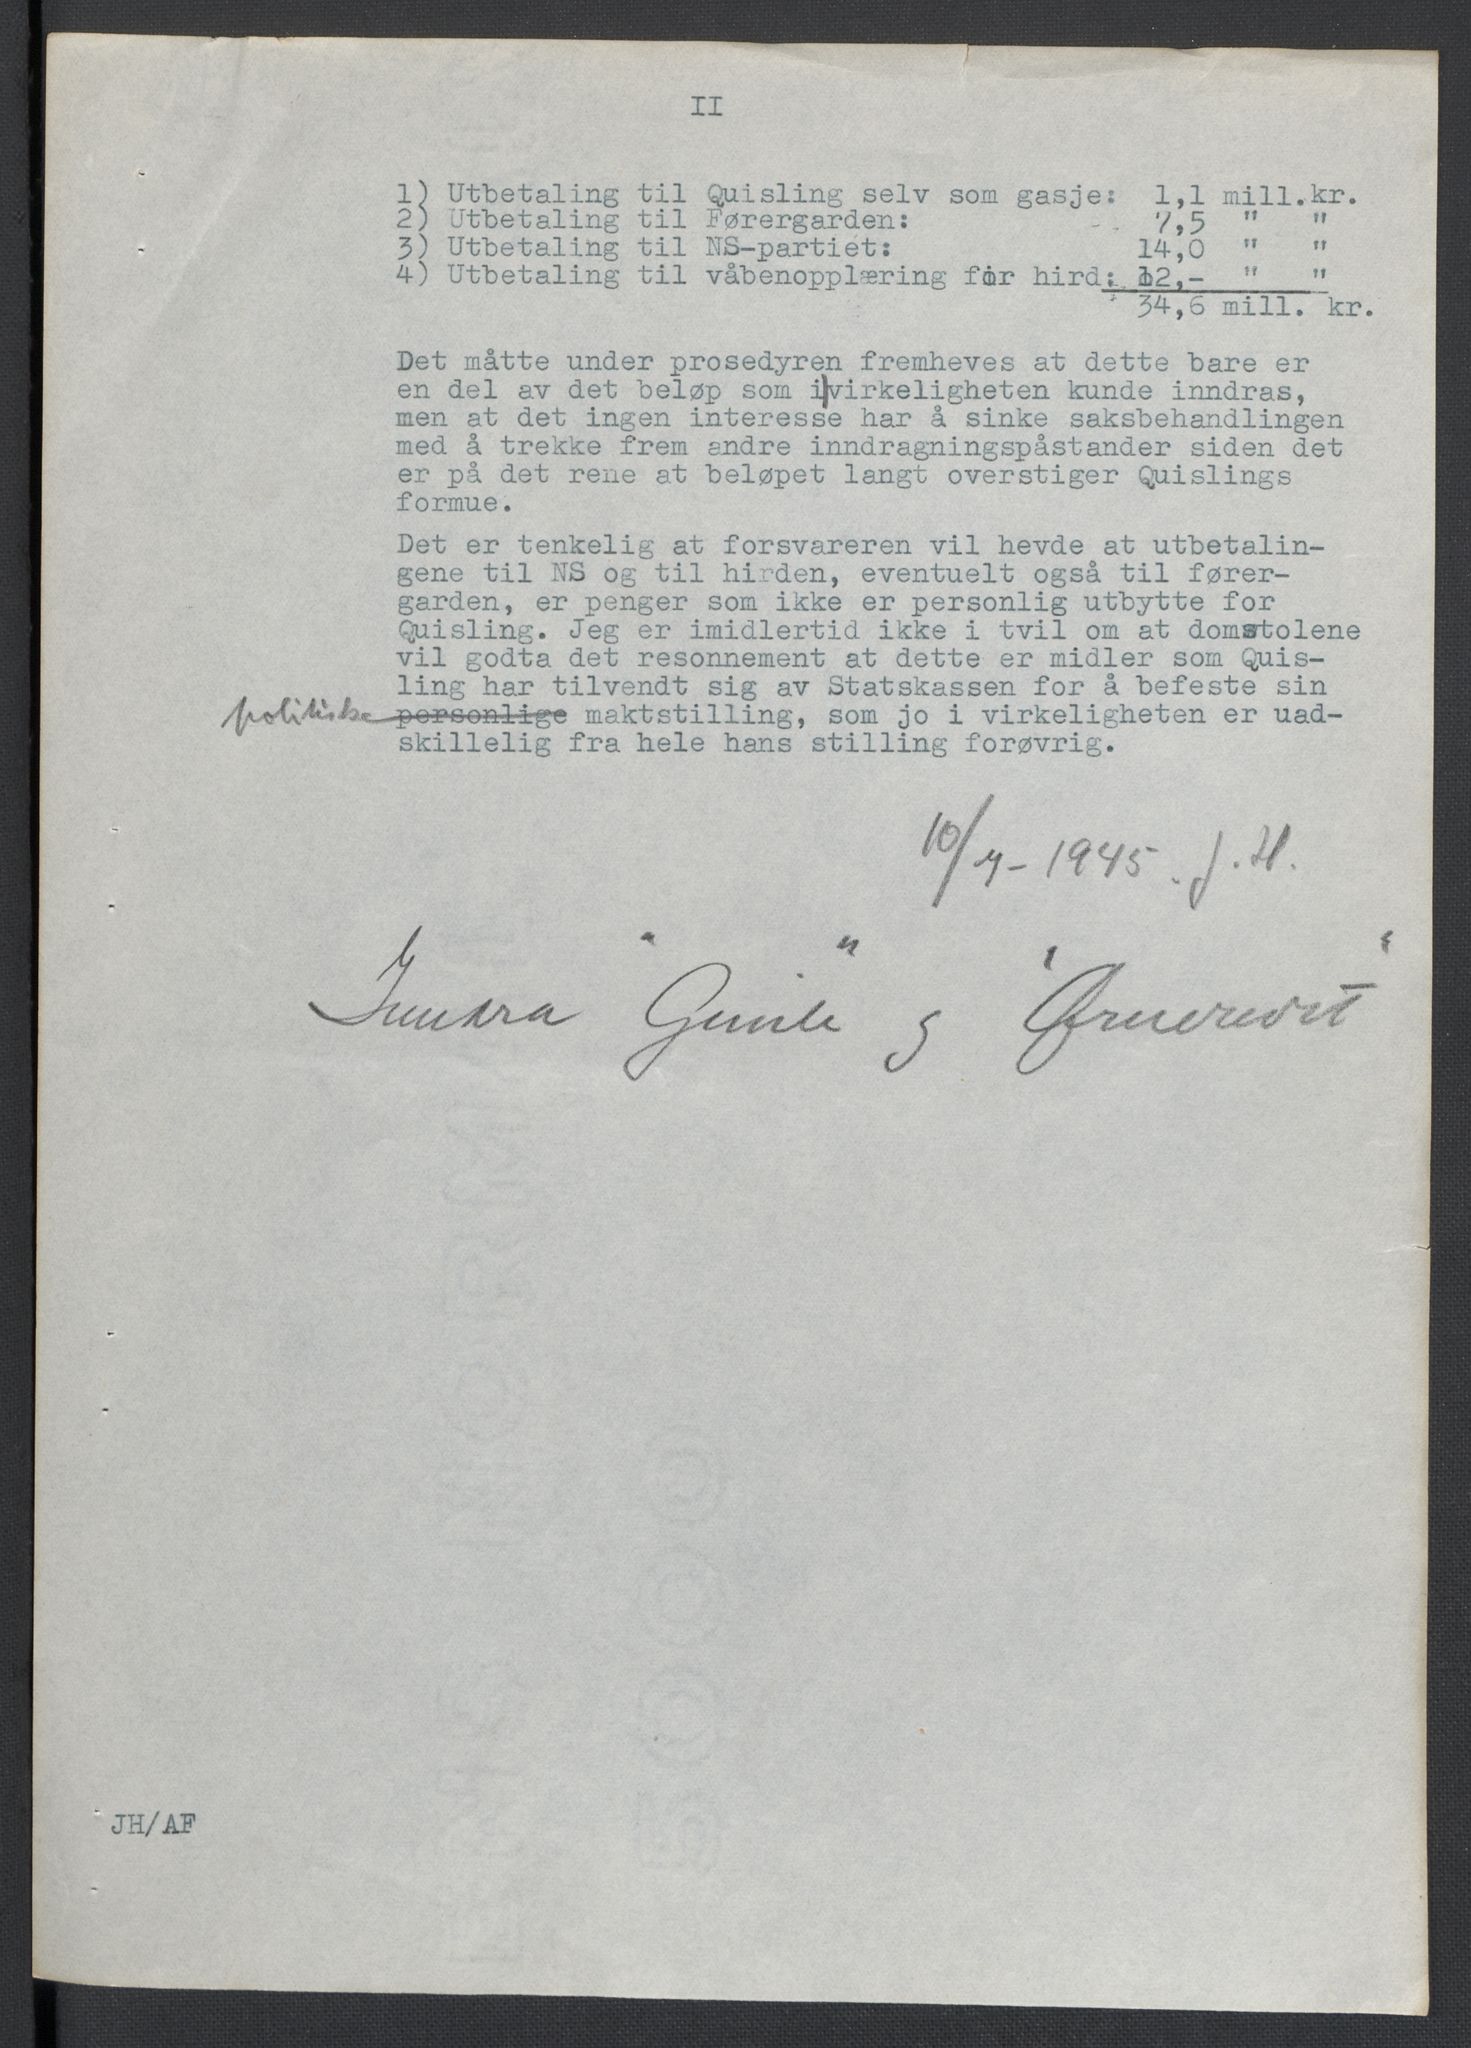 II
1) Utbetaling til Quisling selv som gasje: 1,1 mill.kr.
2) Utbetaling til Førergarden: 7,5 " "
3) Utbetaling til NS-partiet: 14,0 " "
4) Utbetaling til våbenopplæring for hird: 12,- " "
34,6 mill. kr.
Det måtte under prosedyren fremheves at dette bare er
en del av det beløp som i|virkeligheten kunde inndras,
men at det ingen interesse har å sinke saksbehandlingen
med å trekke frem andre inndragningspåstander siden det
er på det rene at beløpet langt overstiger Quislings
formue.
Det er tenkelig at forsvareren vil hevde at utbetalin-
gene til NS og til hirden, eventuelt også til fører-
garden, er penger som ikke er personlig utbytte for
Quisling. Jeg er imidlertid ikke i tvil om at domstolene
vil godta det resonnement at dette er midler som Quis-
ling har tilvendt sig av Statskassen for å befeste sin
politiske personlige maktstilling, som jo i virkeligheten er uad-
skillelig fra hele hans stilling forøvrig.
10/7-1945. J.H.
"Gimle" og "Ørneredet"
JH/AF